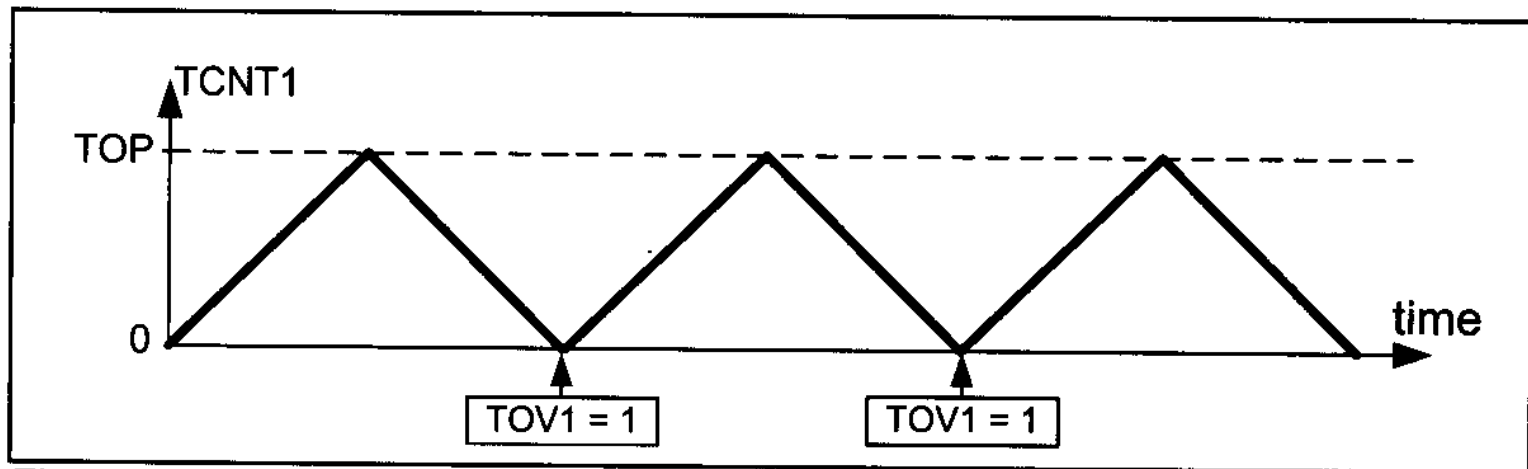 TCNT1
TOP
0
time
TOV1 = 1
TOV1 = 1